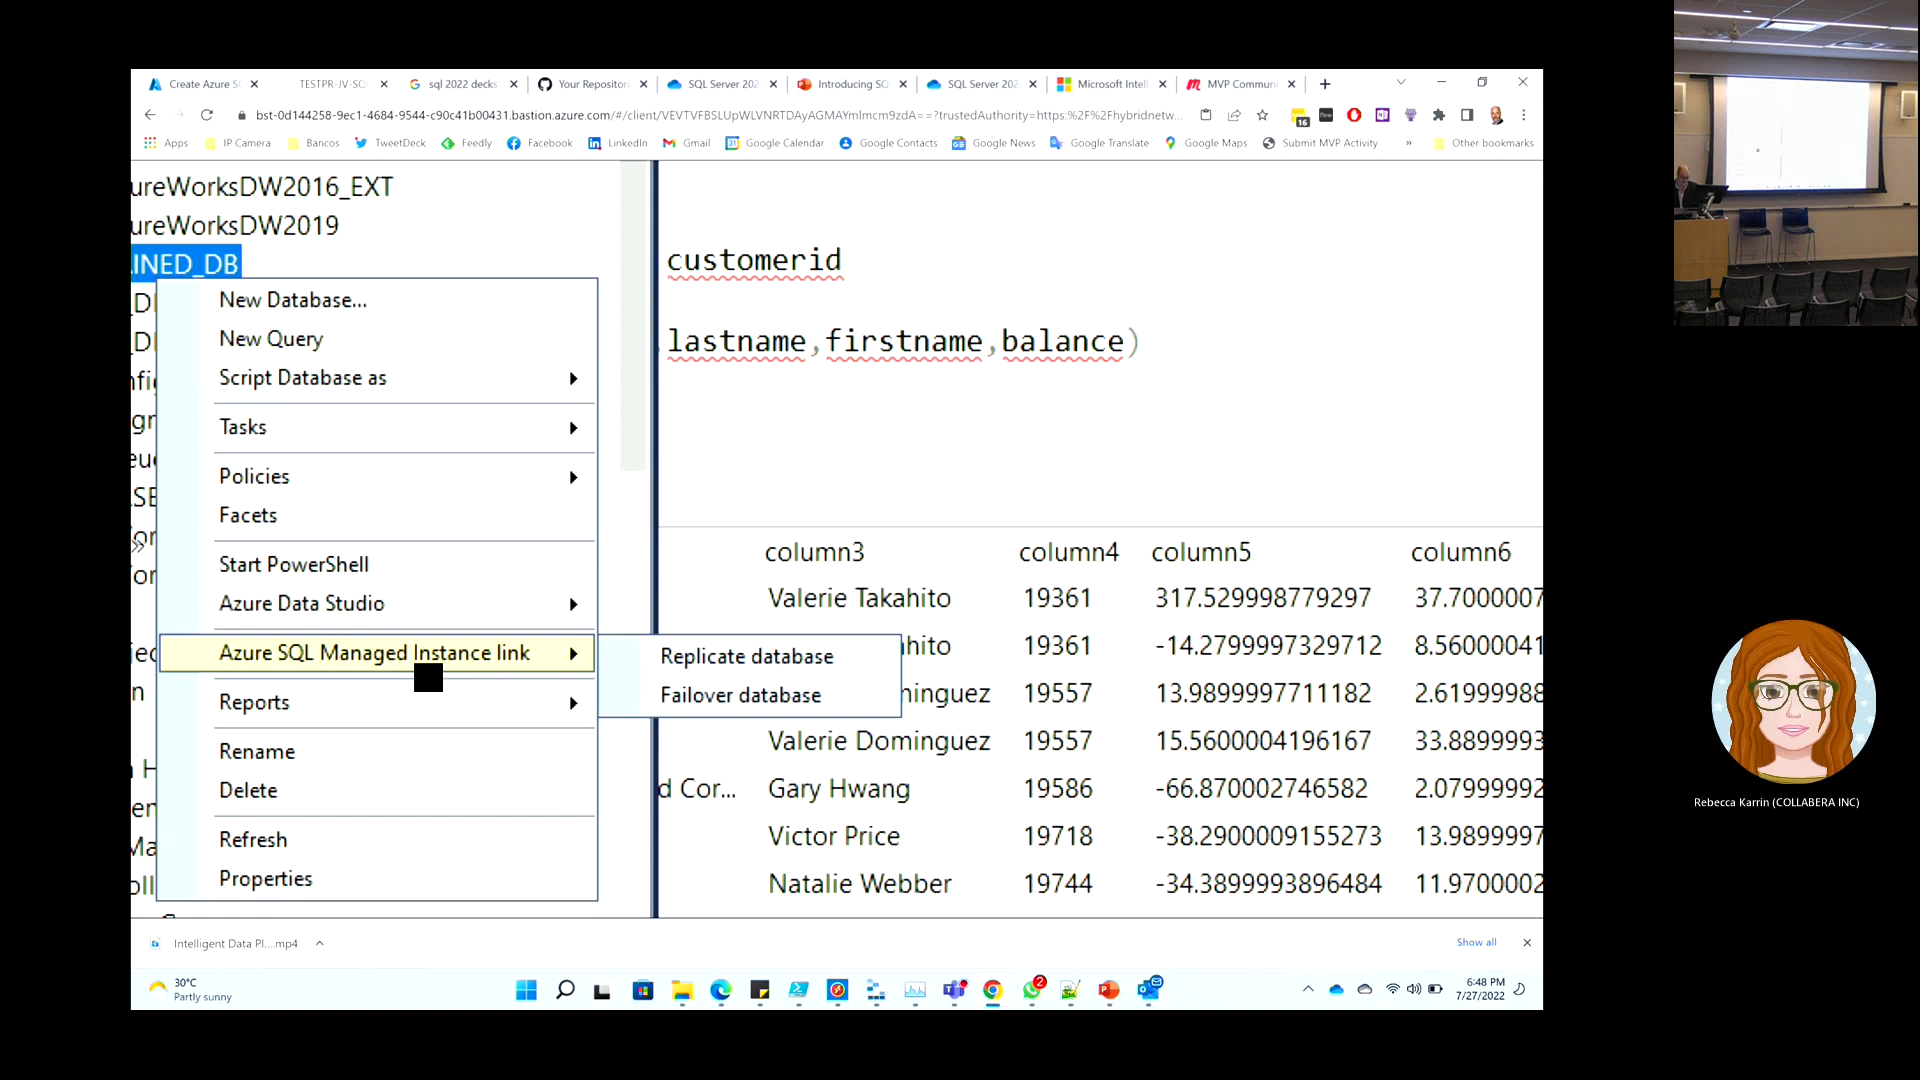 Create Azure S
TESTPR-JV-SQ
sql 2022 decks
Your Repositori
SQL Server 202
Introducing SQ
SQL Server 202
Microsoft Intell
MVP Communi
bst-0d144258-9ec1-4684-9544-c90c41b00431.bastion.azure.com/#/client/VEVTVFBSLUpWLVNRTDAyAGMAYmlmcm9zdA==?trustedAuthority=https:%2F%2Fhybridnetw...
16
Apps
IP Camera
Bancos
TweetDeck
Feedly
Facebook
LinkedIn
Gmail
Google Calendar
Google Contacts
Google News
Google Translate
Google Maps
Submit MVP Activity
»
Other bookmarks
ureWorksDW2016_EXT
ureWorksDW2019
INED_DB
New Database...
New Query
Script Database as
Tasks
Policies
Facets
Start PowerShell
Azure Data Studio
Azure SQL Managed Instance link
Reports
Rename
Delete
Refresh
Properties
Replicate database
Failover database
customerid
lastname,firstname,balance)
column3 column4 column5 column6
Valerie Takahito 19361 317.529998779297 37.7000007
hito 19361 -14.2799997329712 8.56000041
minguez 19557 13.9899997711182 2.61999988
Valerie Dominguez 19557 15.5600004196167 33.8899993
d Cor... Gary Hwang 19586 -66.870002746582 2.07999992
Victor Price 19718 -38.2900009155273 13.9899997
Natalie Webber 19744 -34.3899993896484 11.9700002
Intelligent Data Pl....mp4
Show all
30°C
Partly sunny
2
6:48 PM
7/27/2022
Rebecca Karrin (COLLABERA INC)